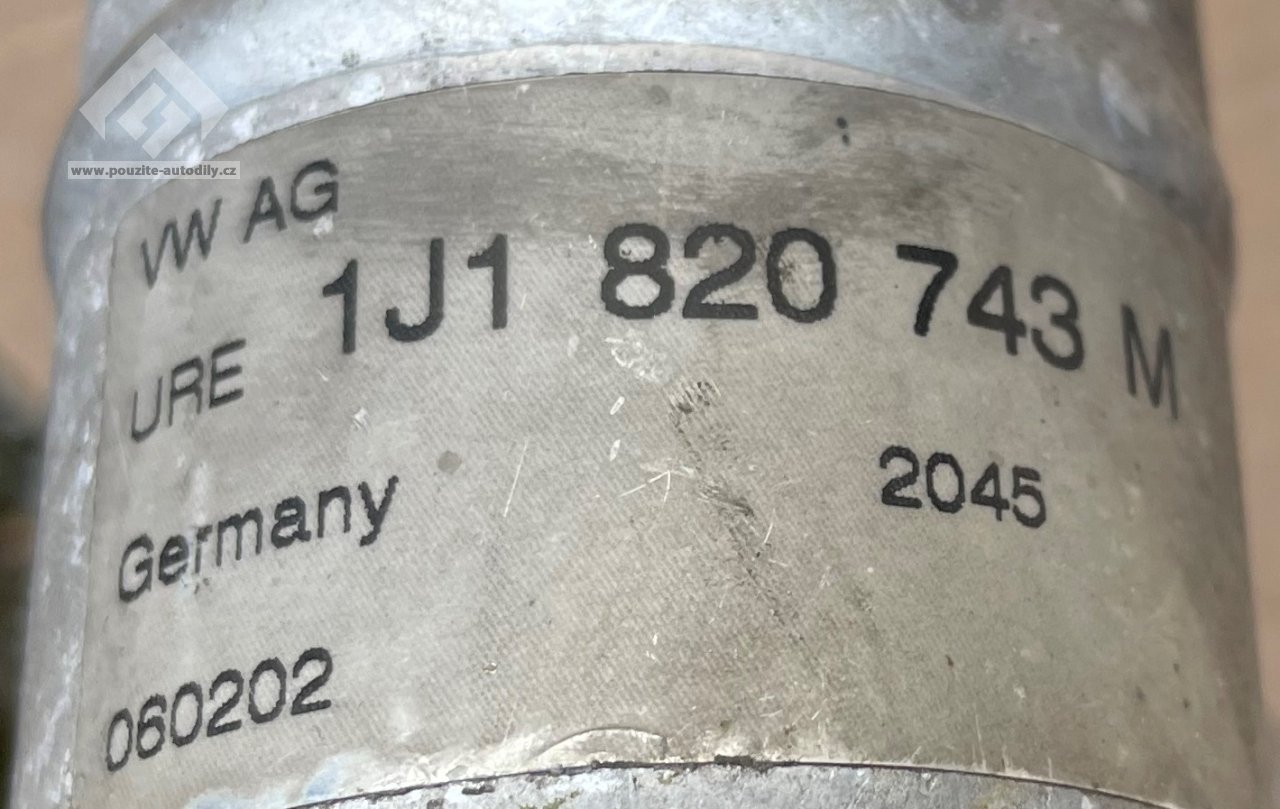 www.pouzite-autodily.cz
VW AG
1J1 820 743 M
URE
2045
Germany
060202